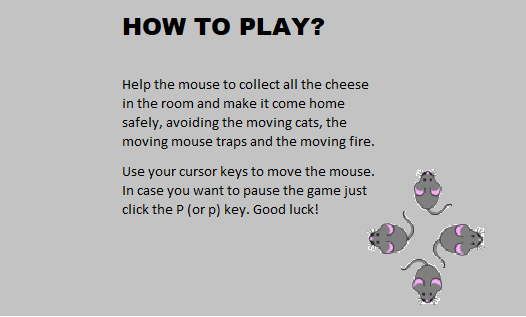 HOW TO PLAY?
Help the mouse to collect all the cheese
in the room and make it come home
safely, avoiding the moving cats, the
moving mouse traps and the moving fire.
Use your cursor keys to move the mouse.
In case you want to pause the game just
click the P (or p) key. Good luck!